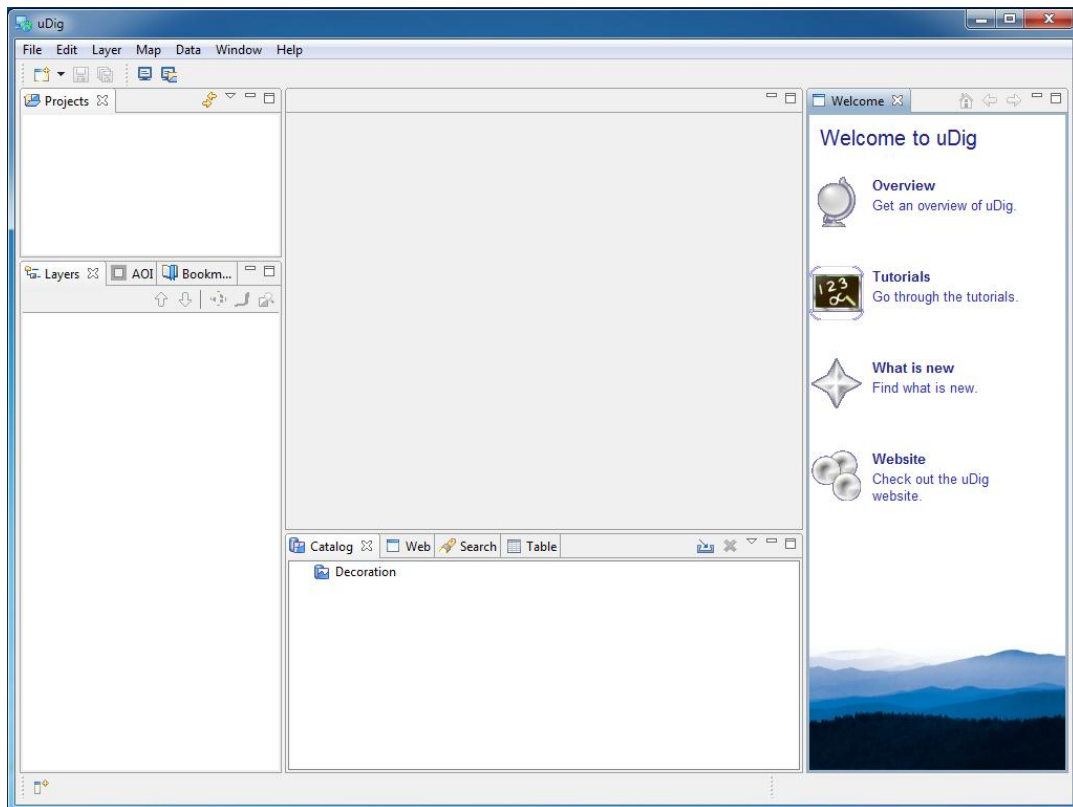 uDig
File Edit Layer Map Data Window Help
Projects
Welcome
Welcome to uDig
Overview
Get an overview of uDig.
Tutorials
Go through the tutorials.
What is new
Find what is new.
Website
Check out the uDig
website.
Layers AOI Bookm...
Catalog Web Search Table
Decoration
123